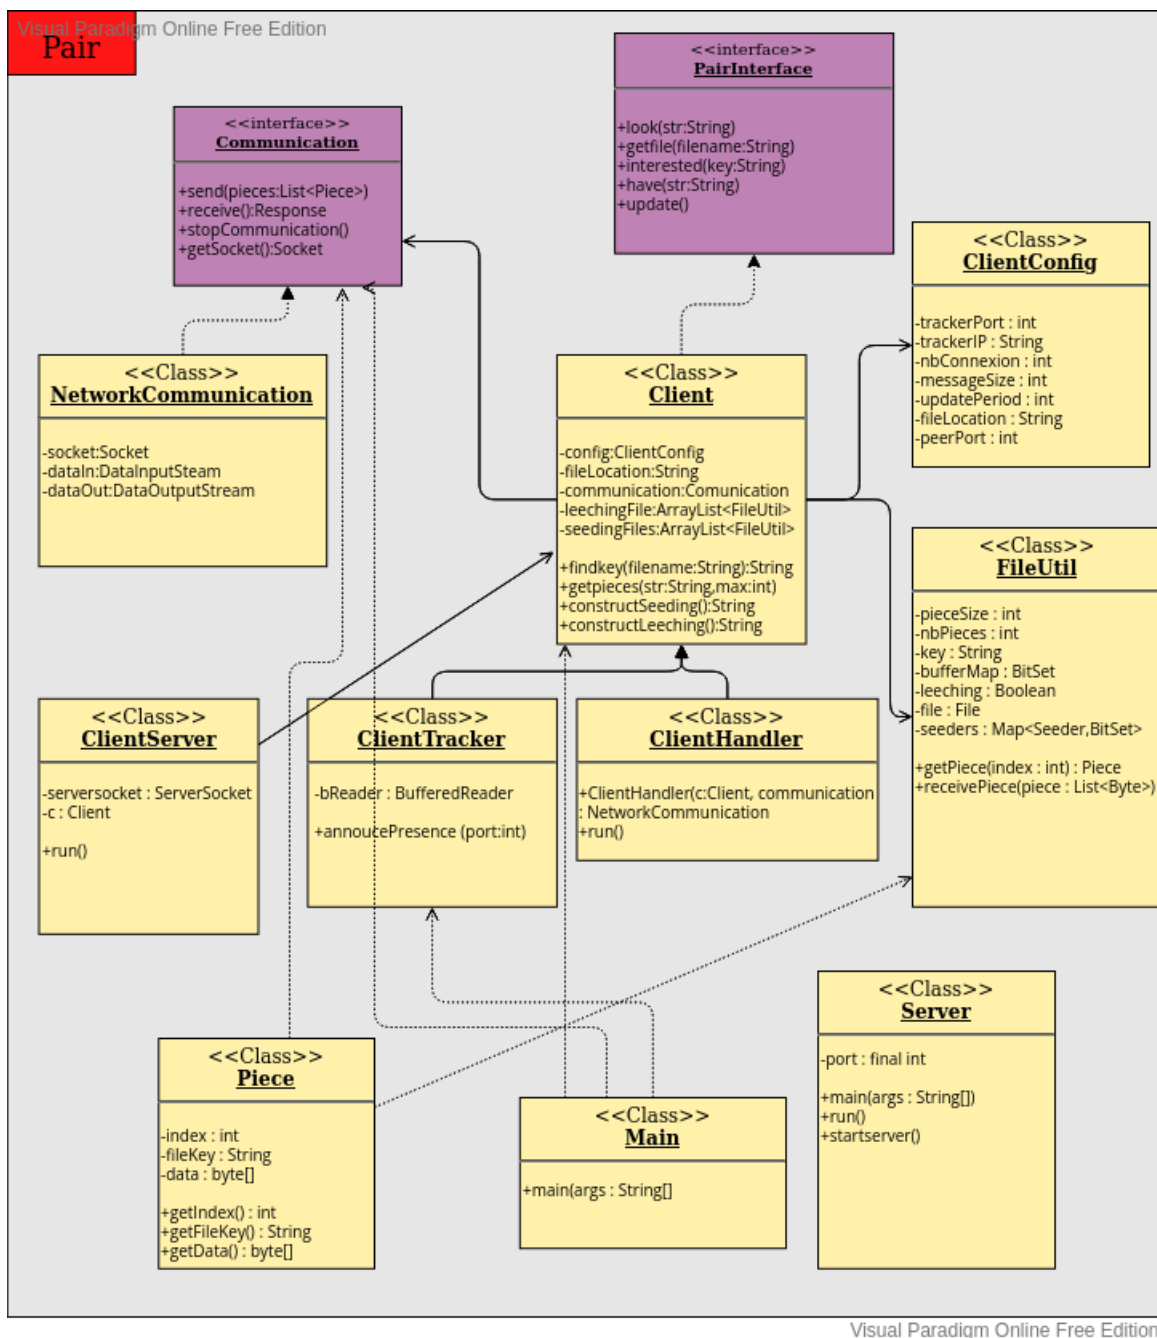 Visual Paradigm Online Free Edition
Pair
<<interface>>
PairInterface
+look(str:String)
+getfile(filename:String)
+interested(key:String)
+have(str:String)
+update()
<<interface>>
Communication
+send(pieces:List<Piece>)
+receive():Response
+stopCommunication()
+getSocket():Socket
<<Class>>
ClientConfig
-trackerPort : int
-trackerIP : String
-nbConnexion : int
-messageSize : int
-updatePeriod : int
-fileLocation : String
-peerPort : int
<<Class>>
NetworkCommunication
-socket:Socket
-dataIn:DataInputSteam
-dataOut:DataOutputStream
<<Class>>
Client
-config:ClientConfig
-fileLocation:String
-communication:Comunication
-leechingFile:ArrayList<FileUtil>
-seedingFiles:ArrayList<FileUtil>
+findkey(filename:String):String
+getpieces(str:String,max:int)
+constructSeeding():String
+constructLeeching():String
<<Class>>
FileUtil
-pieceSize : int
-nbPieces : int
-key : String
-bufferMap : BitSet
-leeching : Boolean
-file : File
-seeders : Map<Seeder,BitSet>
+getPiece(index : int) : Piece
+receivePiece(piece : List<Byte>)
<<Class>>
ClientServer
-serversocket : ServerSocket
-c : Client
+run()
<<Class>>
ClientTracker
-bReader : BufferedReader
+annoucePresence (port:int)
<<Class>>
ClientHandler
+ClientHandler(c:Client, communication
: NetworkCommunication
+run()
<<Class>>
Server
-port : final int
+main(args : String[])
+run()
+startserver()
<<Class>>
Piece
-index : int
-fileKey : String
-data : byte[]
+getIndex() : int
+getFileKey() : String
+getData() : byte[]
<<Class>>
Main
+main(args : String[]
Visual Paradigm Online Free Edition